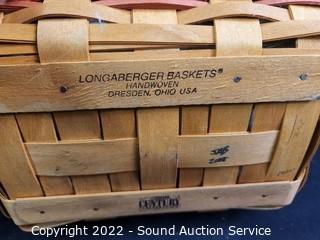 LONGABERGER BASKETS®
HANDWOVEN
DRESDEN, OHIO USA
CENTURY
Copyright 2022 - Sound Auction Service